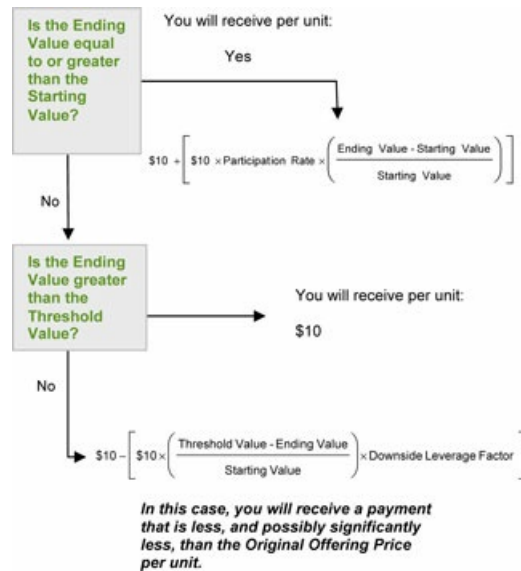 Is the Ending
Value equal
to or greater
than the
Starting
Value?
You will receive per unit:
Yes
$10 + [ $10 × Participation Rate × ( Ending Value - Starting Value
Starting Value ) ]
No
Is the Ending
Value greater
than the
Threshold
Value?
You will receive per unit:
$10
No
$10 – [ $10 × ( Threshold Value - Ending Value
Starting Value ) × Downside Leverage Factor ]
In this case, you will receive a payment
that is less, and possibly significantly
less, than the Original Offering Price
per unit.